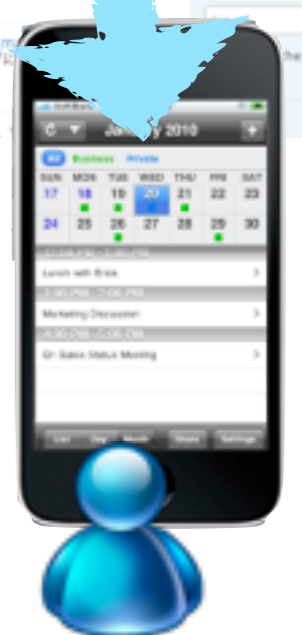 January 2010
All Business Private
SUN MON TUE WED THU FRI SAT
17 18 19 20 21 22 23
24 25 26 27 28 29 30
Lunch with Brick
Marketing Discussion
Q1 Sales Status Meeting
List Day Month Share Settings